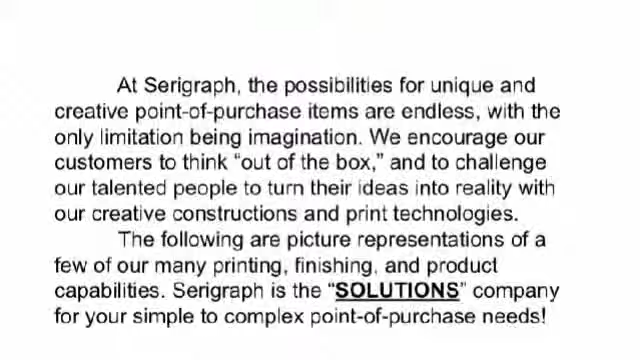 At Serigraph, the possibilities for unique and
creative point-of-purchase items are endless, with the
only limitation being imagination. We encourage our
customers to think “out of the box,” and to challenge
our talented people to turn their ideas into reality with
our creative constructions and print technologies.
The following are picture representations of a
few of our many printing, finishing, and product
capabilities. Serigraph is the “SOLUTIONS” company
for your simple to complex point-of-purchase needs!